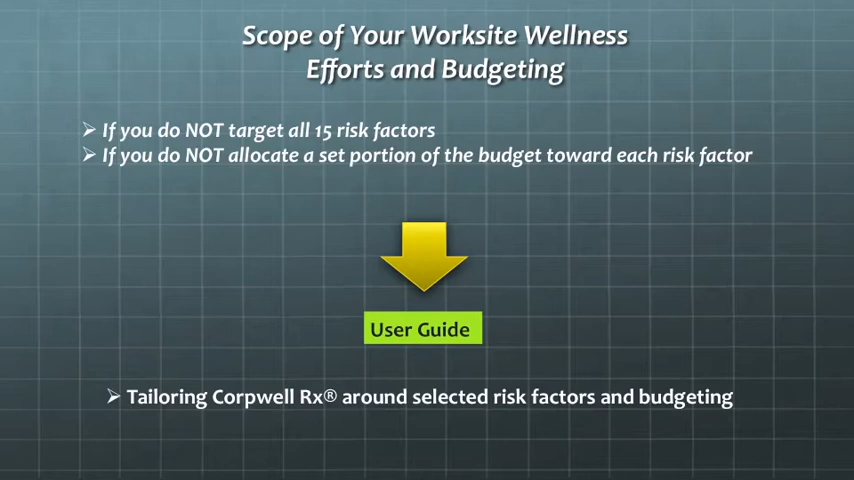 Scope of Your Worksite Wellness
Efforts and Budgeting
If you do NOT target all 15 risk factors
If you do NOT allocate a set portion of the budget toward each risk factor
User Guide
Tailoring Corpwell Rx® around selected risk factors and budgeting